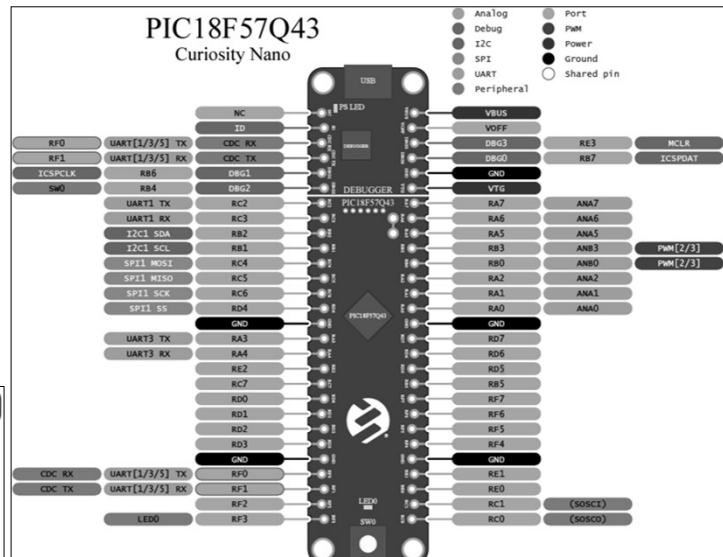 PIC18F57Q43
Curiosity Nano
Analog
Debug
I2C
SPI
UART
Peripheral
Port
PWM
Power
Ground
Shared pin
USB
PS LED
NC VBUS
ID VOFF
RF0 UART[1/3/5] TX CDC RX DEBUGGER DBG3 RE3 MCLR
RF1 UART[1/3/5] RX CDC TX DBG0 RB7 ICSPDAT
ICSPCLK RB6 DBG1 GND
SW0 RB4 DBG2 DEBUGGER VTG
UART1 TX RC2 PIC18F57Q43 RA7 ANA7
UART1 RX RC3 RA6 ANA6
I2C1 SDA RB2 RA5 ANA5
I2C1 SCL RB1 RB3 ANB3 PWM[2/3]
SPI1 MOSI RC4 RB0 ANB0 PWM[2/3]
SPI1 MISO RC5 RA2 ANA2
SPI1 SCK RC6 RA1 ANA1
SPI1 SS RD4 PIC18F57Q43 RA0 ANA0
GND GND
UART3 TX RA3 RD7
UART3 RX RA4 RD6
RE2 RD5
RC7 RB5
RD0 RF7
RD1 RF6
RD2 RF5
RD3 RF4
GND GND
CDC RX UART[1/3/5] TX RF0 RE1
CDC TX UART[1/3/5] RX RF1 RE0
RF2 LED0 RC1 (SOSCI)
LED0 RF3 SW0 RC0 (SOSCO)